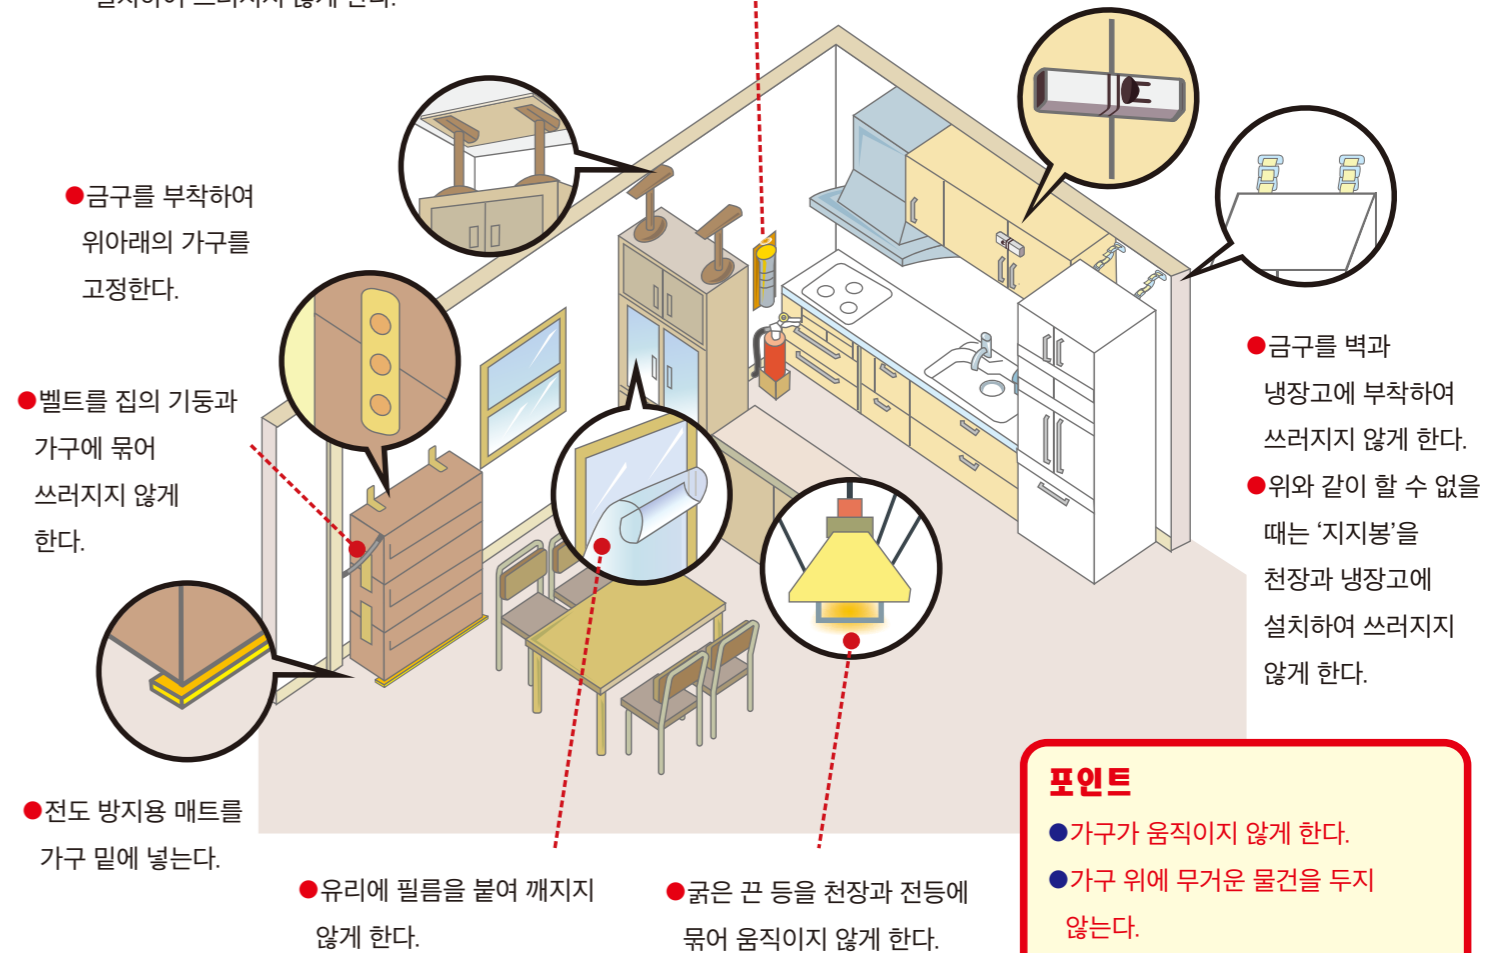 ●금구를 부착하여
위아래의 가구를
고정한다.
●벨트를 집의 기둥과
가구에 묶어
쓰러지지 않게
한다.
●전도 방지용 매트를
가구 밑에 넣는다.
●유리에 필름을 붙여 깨지지
않게 한다.
●굵은 끈 등을 천장과 전등에
묶어 움직이지 않게 한다.
●금구를 벽과
냉장고에 부착하여
쓰러지지 않게 한다.
●위와 같이 할 수 없을
때는 ‘지지봉’을
천장과 냉장고에
설치하여 쓰러지지
않게 한다.
포인트
●가구가 움직이지 않게 한다.
●가구 위에 무거운 물건을 두지
않는다.